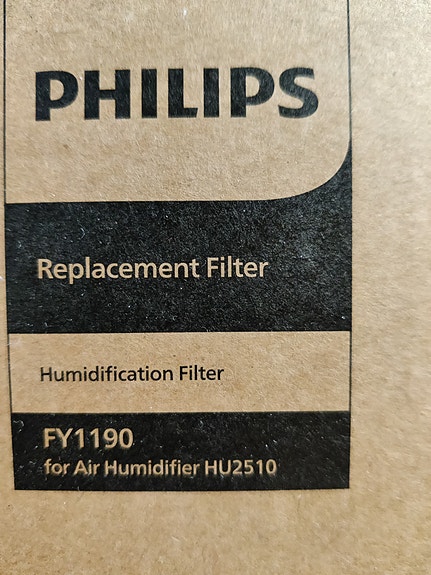 PHILIPS
Replacement Filter
Humidification Filter
FY1190
for Air Humidifier HU2510